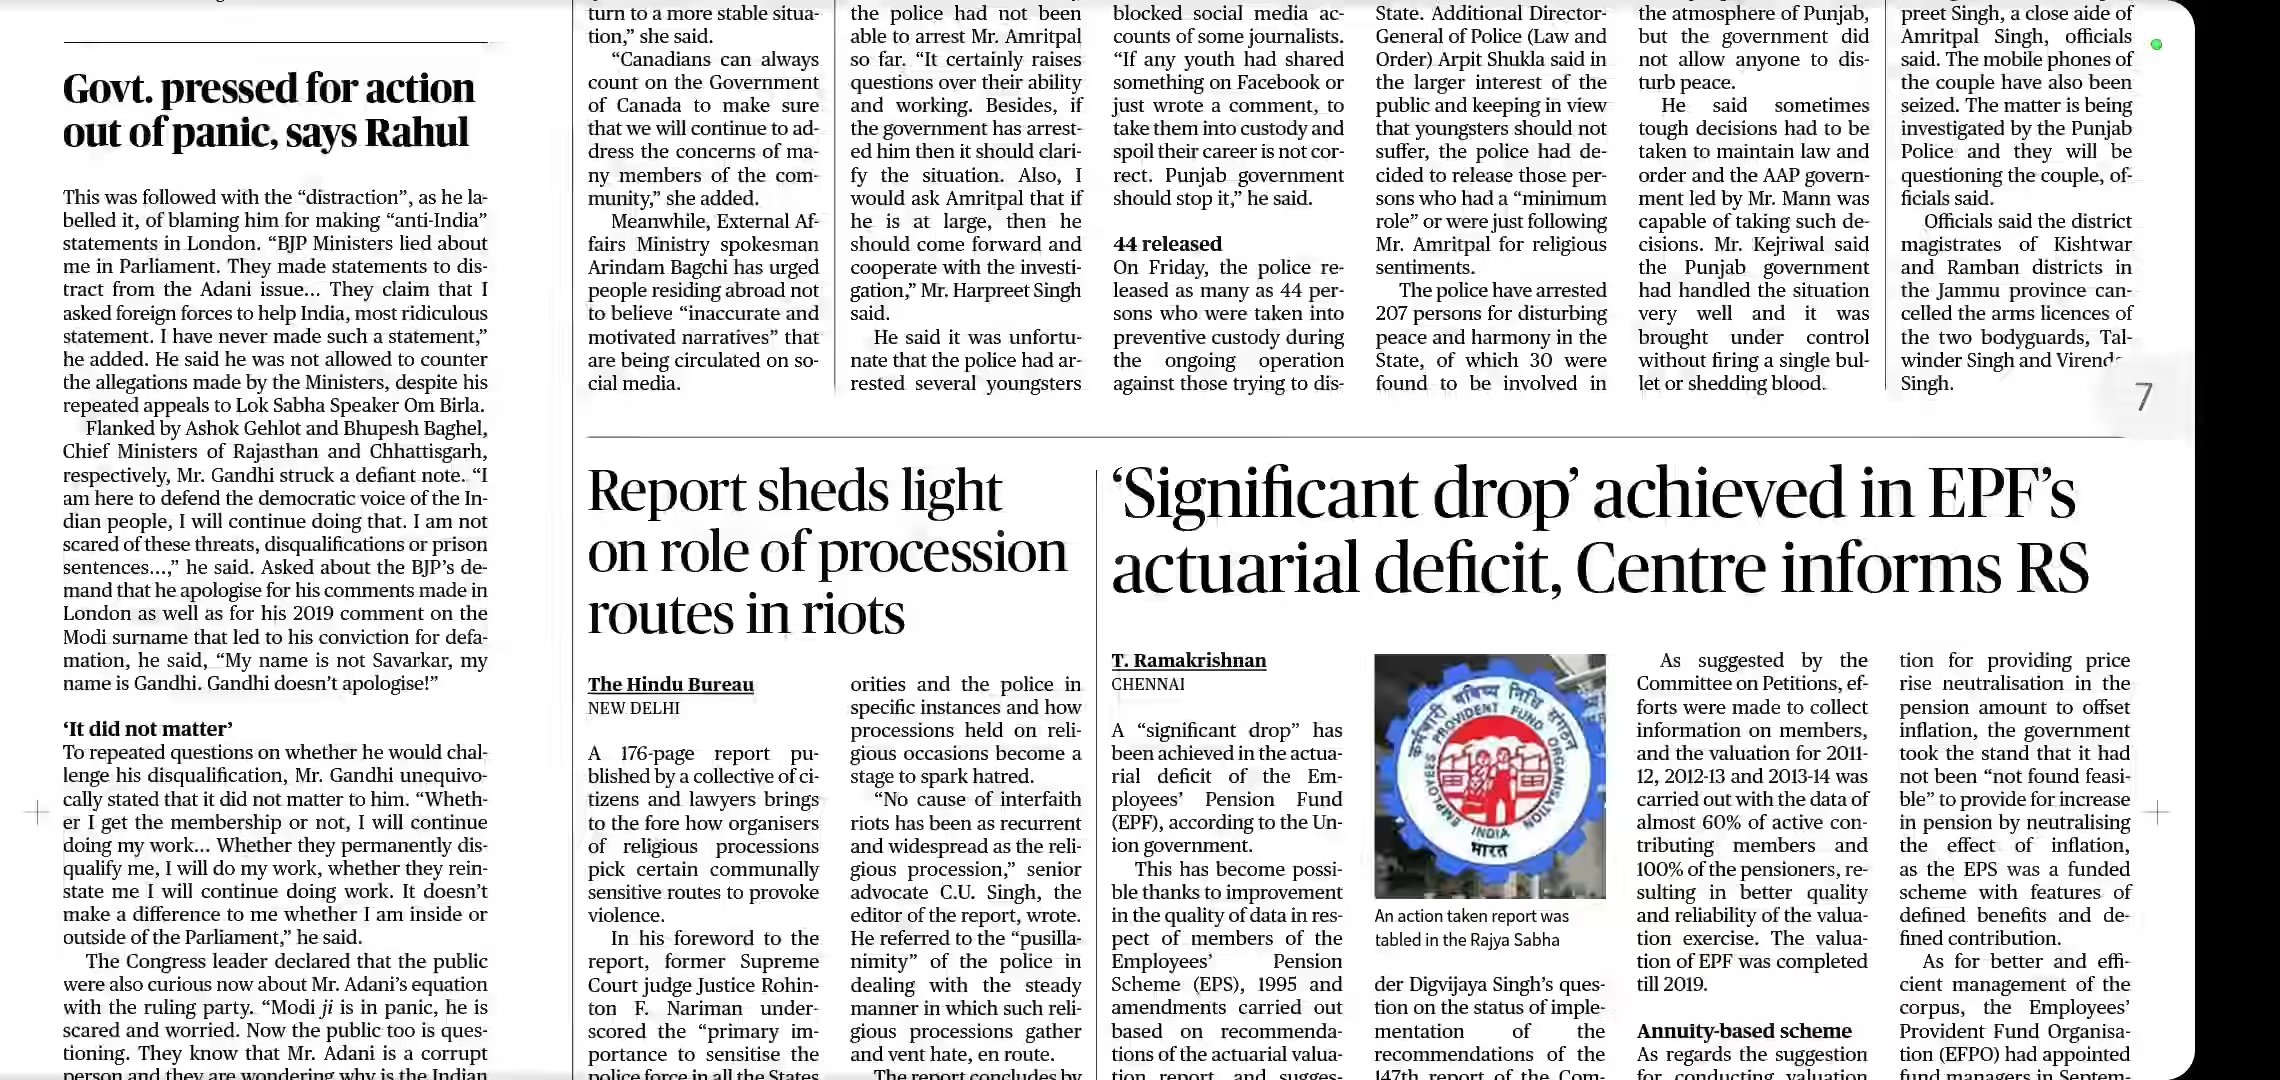 Govt. pressed for action
out of panic, says Rahul
This was followed with the “distraction”, as he la-
belled it, of blaming him for making “anti-India”
statements in London. “BJP Ministers lied about
me in Parliament. They made statements to dis-
tract from the Adani issue... They claim that I
asked foreign forces to help India, most ridiculous
statement. I have never made such a statement,”
he added. He said he was not allowed to counter
the allegations made by the Ministers, despite his
repeated appeals to Lok Sabha Speaker Om Birla.
Flanked by Ashok Gehlot and Bhupesh Baghel,
Chief Ministers of Rajasthan and Chhattisgarh,
respectively, Mr. Gandhi struck a defiant note. “I
am here to defend the democratic voice of the In-
dian people, I will continue doing that. I am not
scared of these threats, disqualifications or prison
sentences...,” he said. Asked about the BJP’s de-
mand that he apologise for his comments made in
London as well as for his 2019 comment on the
Modi surname that led to his conviction for defa-
mation, he said, “My name is not Savarkar, my
name is Gandhi. Gandhi doesn’t apologise!”
‘It did not matter’
To repeated questions on whether he would chal-
lenge his disqualification, Mr. Gandhi unequivo-
cally stated that it did not matter to him. “Wheth-
er I get the membership or not, I will continue
doing my work... Whether they permanently dis-
qualify me, I will do my work, whether they rein-
state me I will continue doing work. It doesn’t
make a difference to me whether I am inside or
outside of the Parliament,” he said.
The Congress leader declared that the public
were also curious now about Mr. Adani’s equation
with the ruling party. “Modi ji is in panic, he is
scared and worried. Now the public too is ques-
tioning. They know that Mr. Adani is a corrupt
person and they are wondering why is the Indian
turn to a more stable situa-
tion,” she said.
“Canadians can always
count on the Government
of Canada to make sure
that we will continue to ad-
dress the concerns of ma-
ny members of the com-
munity,” she added.
Meanwhile, External Af-
fairs Ministry spokesman
Arindam Bagchi has urged
people residing abroad not
to believe “inaccurate and
motivated narratives” that
are being circulated on so-
cial media.
the police had not been
able to arrest Mr. Amritpal
so far. “It certainly raises
questions over their ability
and working. Besides, if
the government has arrest-
ed him then it should clari-
fy the situation. Also, I
would ask Amritpal that if
he is at large, then he
should come forward and
cooperate with the investi-
gation,” Mr. Harpreet Singh
said.
He said it was unfortu-
nate that the police had ar-
rested several youngsters
blocked social media ac-
counts of some journalists.
“If any youth had shared
something on Facebook or
just wrote a comment, to
take them into custody and
spoil their career is not cor-
rect. Punjab government
should stop it,” he said.
44 released
On Friday, the police re-
leased as many as 44 per-
sons who were taken into
preventive custody during
the ongoing operation
against those trying to dis-
State. Additional Director-
General of Police (Law and
Order) Arpit Shukla said in
the larger interest of the
public and keeping in view
that youngsters should not
suffer, the police had de-
cided to release those per-
sons who had a “minimum
role” or were just following
Mr. Amritpal for religious
sentiments.
The police have arrested
207 persons for disturbing
peace and harmony in the
State, of which 30 were
found to be involved in
the atmosphere of Punjab,
but the government did
not allow anyone to dis-
turb peace.
He said sometimes
tough decisions had to be
taken to maintain law and
order and the AAP govern-
ment led by Mr. Mann was
capable of taking such de-
cisions. Mr. Kejriwal said
the Punjab government
had handled the situation
very well and it was
brought under control
without firing a single bul-
let or shedding blood.
preet Singh, a close aide of
Amritpal Singh, officials
said. The mobile phones of
the couple have also been
seized. The matter is being
investigated by the Punjab
Police and they will be
questioning the couple, of-
ficials said.
Officials said the district
magistrates of Kishtwar
and Ramban districts in
the Jammu province can-
celled the arms licences of
the two bodyguards, Tal-
winder Singh and
Singh.
7
Report sheds light
on role of procession
routes in riots
The Hindu Bureau
NEW DELHI
A 176-page report pu-
blished by a collective of ci-
tizens and lawyers brings
to the fore how organisers
of religious processions
pick certain communally
sensitive routes to provoke
violence.
In his foreword to the
report, former Supreme
Court judge Justice Rohin-
ton F. Nariman under-
scored the “primary im-
portance to sensitise the
police force in all the States
orities and the police in
specific instances and how
processions held on reli-
gious occasions become a
stage to spark hatred.
“No cause of interfaith
riots has been as recurrent
and widespread as the reli-
gious procession,” senior
advocate C.U. Singh, the
editor of the report, wrote.
He referred to the “pusilla-
nimity” of the police in
dealing with the steady
manner in which such reli-
gious processions gather
and vent hate, en route.
The report concludes by
‘Significant drop’ achieved in EPF’s
actuarial deficit, Centre informs RS
T. Ramakrishnan
CHENNAI
A “significant drop” has
been achieved in the actua-
rial deficit of the Em-
ployees’ Pension Fund
(EPF), according to the Un-
ion government.
This has become possi-
ble thanks to improvement
in the quality of data in res-
pect of members of the
Employees’ Pension
Scheme (EPS), 1995 and
amendments carried out
based on recommenda-
tions of the actuarial valua-
tion report, and sugges-
कर्मचारी भविष्य निधि संगठन
EMPLOYEES PROVIDENT FUND ORGANISATION
INDIA
भारत
An action taken report was
tabled in the Rajya Sabha
der Digvijaya Singh’s ques-
tion on the status of imple-
mentation of the
recommendations of the
147th report of the Com-
As suggested by the
Committee on Petitions, ef-
forts were made to collect
information on members,
and the valuation for 2011-
12, 2012-13 and 2013-14 was
carried out with the data of
almost 60% of active con-
tributing members and
100% of the pensioners, re-
sulting in better quality
and reliability of the valua-
tion exercise. The valua-
tion of EPF was completed
till 2019.
Annuity-based scheme
As regards the suggestion
for conducting valuation
tion for providing price
rise neutralisation in the
pension amount to offset
inflation, the government
took the stand that it had
not been “not found feasi-
ble” to provide for increase
in pension by neutralising
the effect of inflation,
as the EPS was a funded
scheme with features of
defined benefits and de-
fined contribution.
As for better and effi-
cient management of the
corpus, the Employees’
Provident Fund Organisa-
tion (EFPO) had appointed
fund managers in Septem-